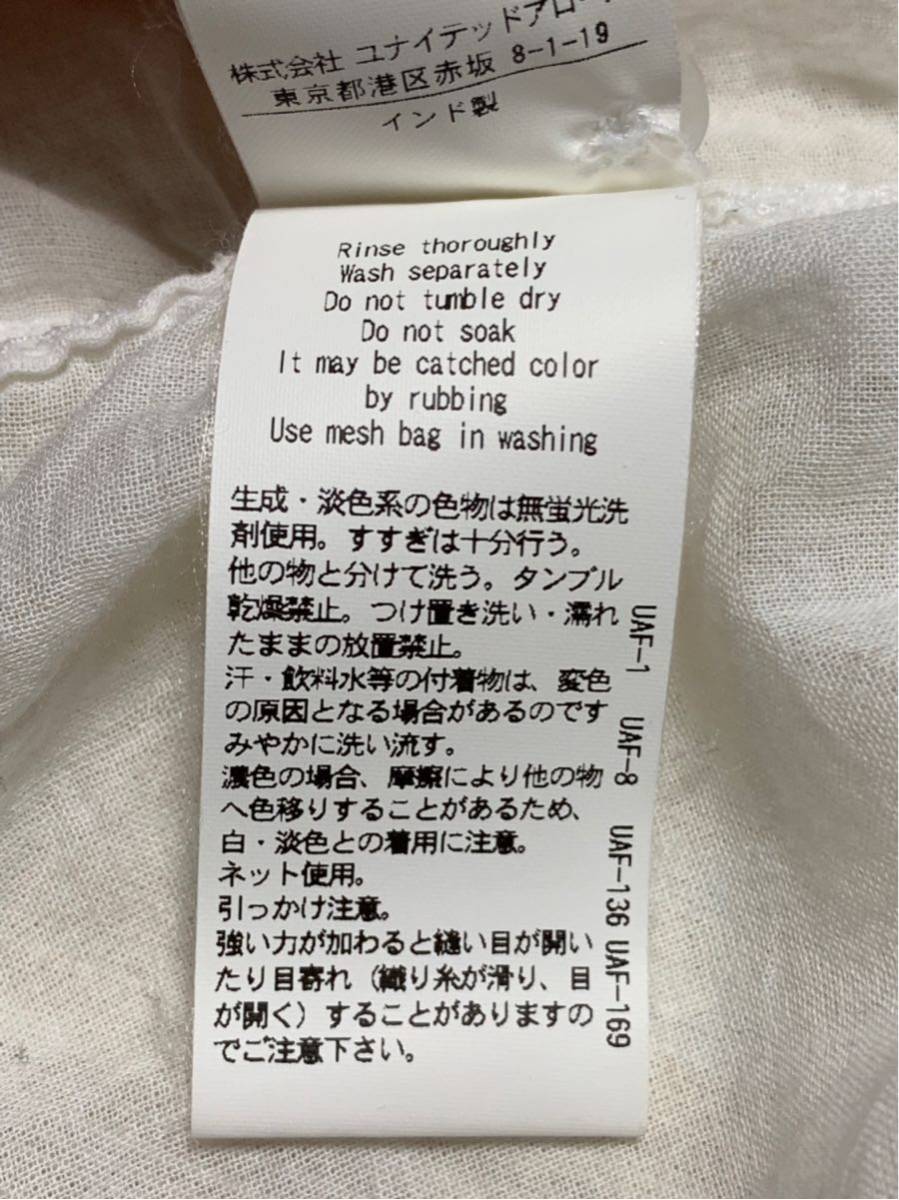 株式会社 ユナイテッドアロー
東京都港区赤坂 8-1-19
インド製
Rinse thoroughly
Wash separately
Do not tumble dry
Do not soak
It may be catched color
by rubbing
Use mesh bag in washing
生成・淡色系の色物は無蛍光洗
剤使用。すすぎは十分行う。
他の物と分けて洗う。タンブル
乾燥禁止。つけ置き洗い・濡れ
たままの放置禁止。
汗・飲料水等の付着物は、変色
の原因となる場合があるのです
みやかに洗い流す。
濃色の場合、摩擦により他の物
へ色移りすることがあるため、
白・淡色との着用に注意。
ネット使用。
引っかけ注意。
強い力が加わると縫い目が開い
たり目寄れ（織り糸が滑り、目
が開く）することがありますの
でご注意下さい。
UAF-1 UAF-8 UAF-136 UAF-169